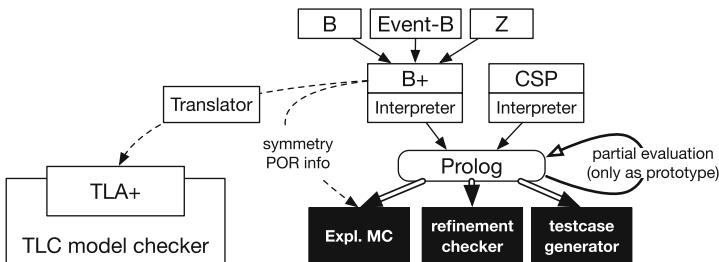 B
Event-B
Z
B+
Interpreter
CSP
Interpreter
Translator
symmetry
POR info
Prolog
partial evaluation
(only as prototype)
TLA+
TLC model checker
Expl. MC
refinement
checker
testcase
generator